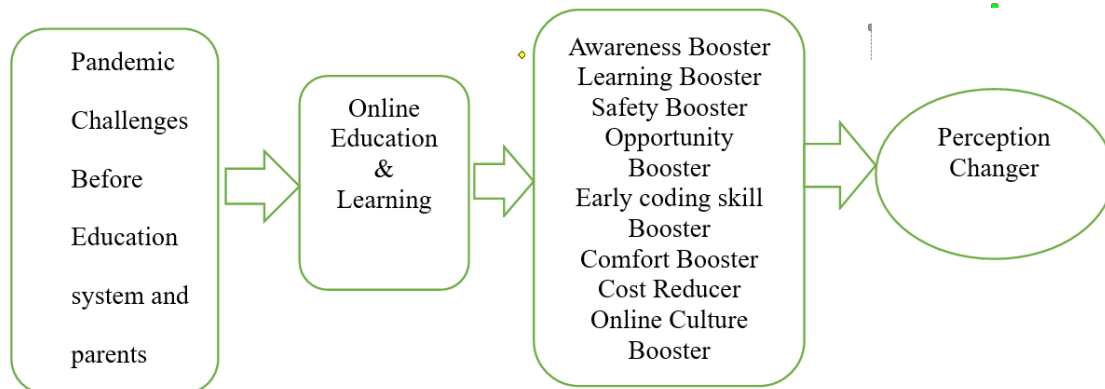 Pandemic
Challenges
Before
Education
system and
parents
Online
Education
&
Learning
Awareness Booster
Learning Booster
Safety Booster
Opportunity
Booster
Early coding skill
Booster
Comfort Booster
Cost Reducer
Online Culture
Booster
Perception
Changer